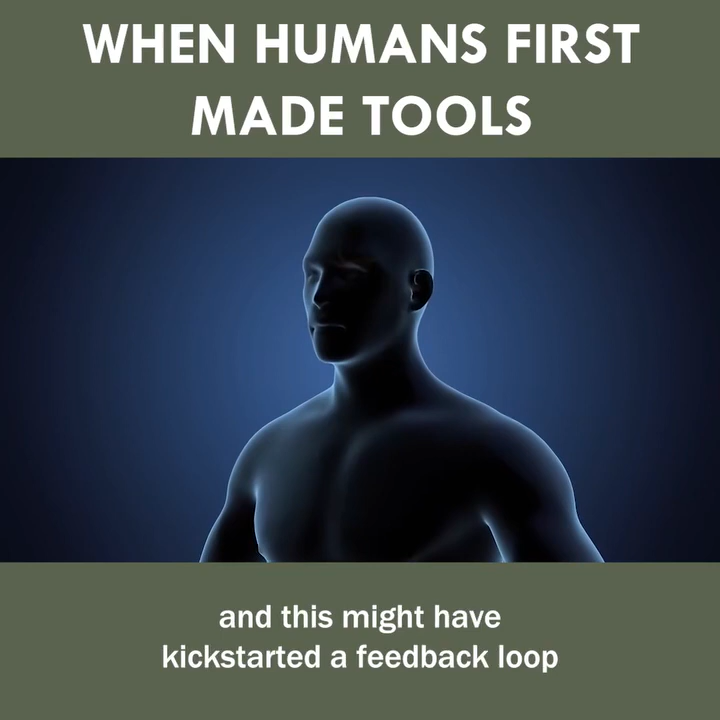 WHEN HUMANS FIRST
MADE TOOLS
and this might have
kickstarted a feedback loop